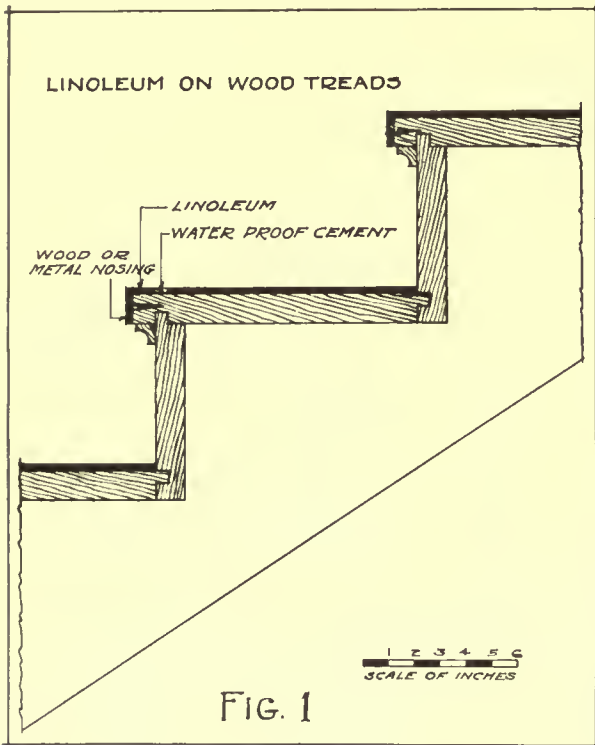 LINOLEUM ON WOOD TREADS
LINOLEUM
WATER PROOF CEMENT
WOOD OR
METAL NOSING
1 2 3 4 5 6
SCALE OF INCHES
FIG. 1